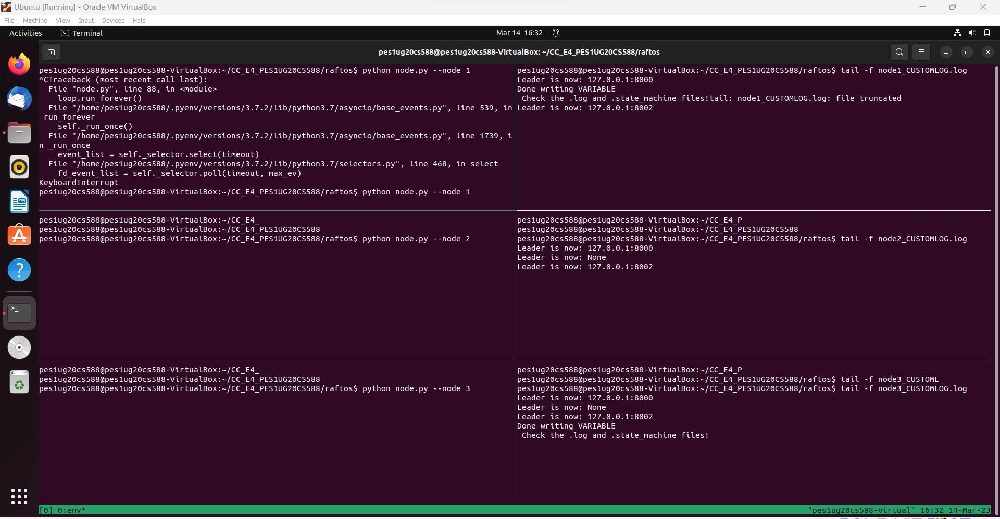 Ubuntu [Running] - Oracle VM VirtualBox
File Machine View Input Devices Help
Activities Terminal Mar 14 16:32
pes1ug20cs588@pes1ug20cs588-VirtualBox: ~/CC_E4_PES1UG20CS588/raftos
pes1ug20cs588@pes1ug20cs588-VirtualBox:~/CC_E4_PES1UG20CS588/raftos$ python node.py --node 1
^CTraceback (most recent call last):
  File "node.py", line 88, in <module>
    loop.run_forever()
  File "/home/pes1ug20cs588/.pyenv/versions/3.7.2/lib/python3.7/asyncio/base_events.py", line 539, in
 run_forever
    self._run_once()
  File "/home/pes1ug20cs588/.pyenv/versions/3.7.2/lib/python3.7/asyncio/base_events.py", line 1739, i
n _run_once
    event_list = self._selector.select(timeout)
  File "/home/pes1ug20cs588/.pyenv/versions/3.7.2/lib/python3.7/selectors.py", line 468, in select
    fd_event_list = self._selector.poll(timeout, max_ev)
KeyboardInterrupt
pes1ug20cs588@pes1ug20cs588-VirtualBox:~/CC_E4_PES1UG20CS588/raftos$ python node.py --node 1
pes1ug20cs588@pes1ug20cs588-VirtualBox:~/CC_E4_PES1UG20CS588/raftos$ tail -f node1_CUSTOMLOG.log
Leader is now: 127.0.0.1:8000
Done writing VARIABLE
 Check the .log and .state_machine files!tail: node1_CUSTOMLOG.log: file truncated
Leader is now: 127.0.0.1:8002
pes1ug20cs588@pes1ug20cs588-VirtualBox:~/CC_E4_
pes1ug20cs588@pes1ug20cs588-VirtualBox:~/CC_E4_PES1UG20CS588
pes1ug20cs588@pes1ug20cs588-VirtualBox:~/CC_E4_PES1UG20CS588/raftos$ python node.py --node 2
pes1ug20cs588@pes1ug20cs588-VirtualBox:~/CC_E4_P
pes1ug20cs588@pes1ug20cs588-VirtualBox:~/CC_E4_PES1UG20CS588
pes1ug20cs588@pes1ug20cs588-VirtualBox:~/CC_E4_PES1UG20CS588/raftos$ tail -f node2_CUSTOMLOG.log
Leader is now: 127.0.0.1:8000
Leader is now: None
Leader is now: 127.0.0.1:8002
pes1ug20cs588@pes1ug20cs588-VirtualBox:~/CC_E4_
pes1ug20cs588@pes1ug20cs588-VirtualBox:~/CC_E4_PES1UG20CS588
pes1ug20cs588@pes1ug20cs588-VirtualBox:~/CC_E4_PES1UG20CS588/raftos$ python node.py --node 3
pes1ug20cs588@pes1ug20cs588-VirtualBox:~/CC_E4_P
pes1ug20cs588@pes1ug20cs588-VirtualBox:~/CC_E4_PES1UG20CS588/raftos$ tail -f node3_CUSTOML
pes1ug20cs588@pes1ug20cs588-VirtualBox:~/CC_E4_PES1UG20CS588/raftos$ tail -f node3_CUSTOMLOG.log
Leader is now: 127.0.0.1:8000
Leader is now: None
Leader is now: 127.0.0.1:8002
Done writing VARIABLE
 Check the .log and .state_machine files!
[0] 0:env* "pes1ug20cs588-Virtual" 16:32 14-Mar-23